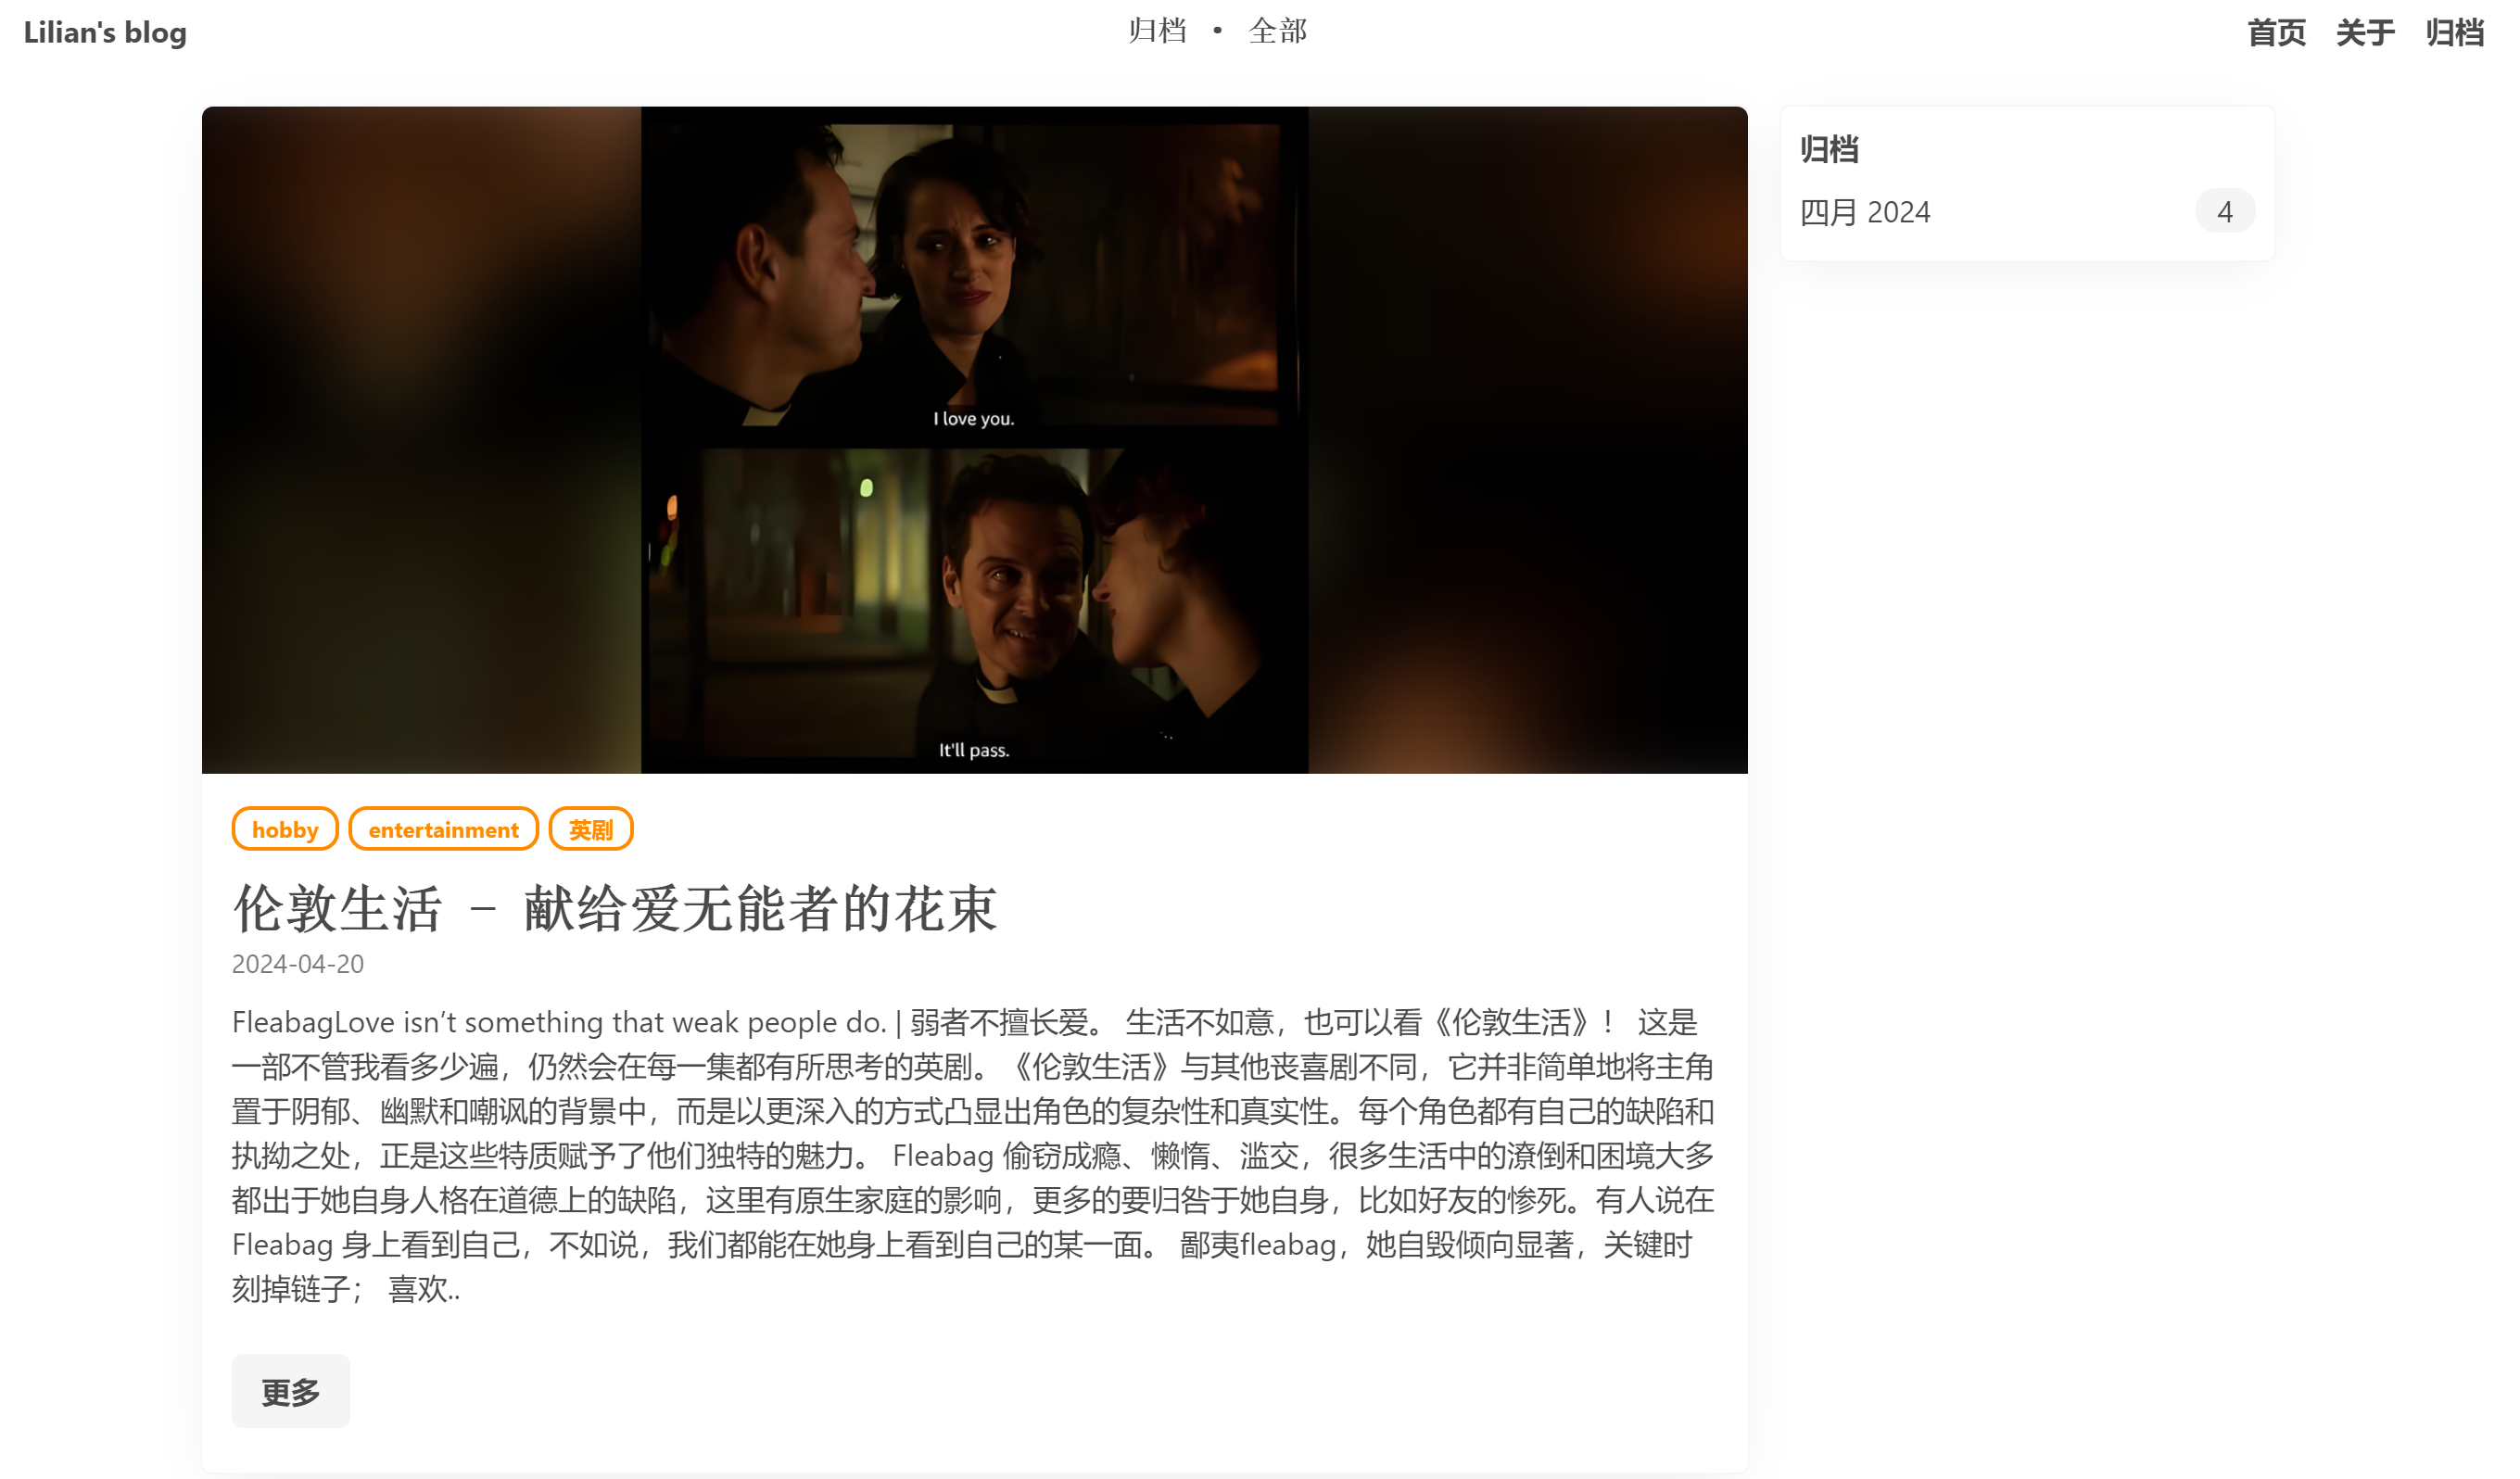 Lilian's blog
归档 • 全部
首页 关于 归档
I love you.
It'll pass.
hobby entertainment 英剧
伦敦生活 - 献给爱无能者的花束
2024-04-20
FleabagLove isn’t something that weak people do. | 弱者不擅长爱。 生活不如意，也可以看《伦敦生活》！ 这是
一部不管我看多少遍，仍然会在每一集都有所思考的英剧。《伦敦生活》与其他丧喜剧不同，它并非简单地将主角
置于阴郁、幽默和嘲讽的背景中，而是以更深入的方式凸显出角色的复杂性和真实性。每个角色都有自己的缺陷和
执拗之处，正是这些特质赋予了他们独特的魅力。 Fleabag 偷窃成瘾、懒惰、滥交，很多生活中的潦倒和困境大多
都出于她自身人格在道德上的缺陷，这里有原生家庭的影响，更多的要归咎于她自身，比如好友的惨死。有人说在
Fleabag 身上看到自己，不如说，我们都能在她身上看到自己的某一面。 鄙夷fleabag，她自毁倾向显著，关键时
刻掉链子； 喜欢..
更多
归档
四月 2024 4